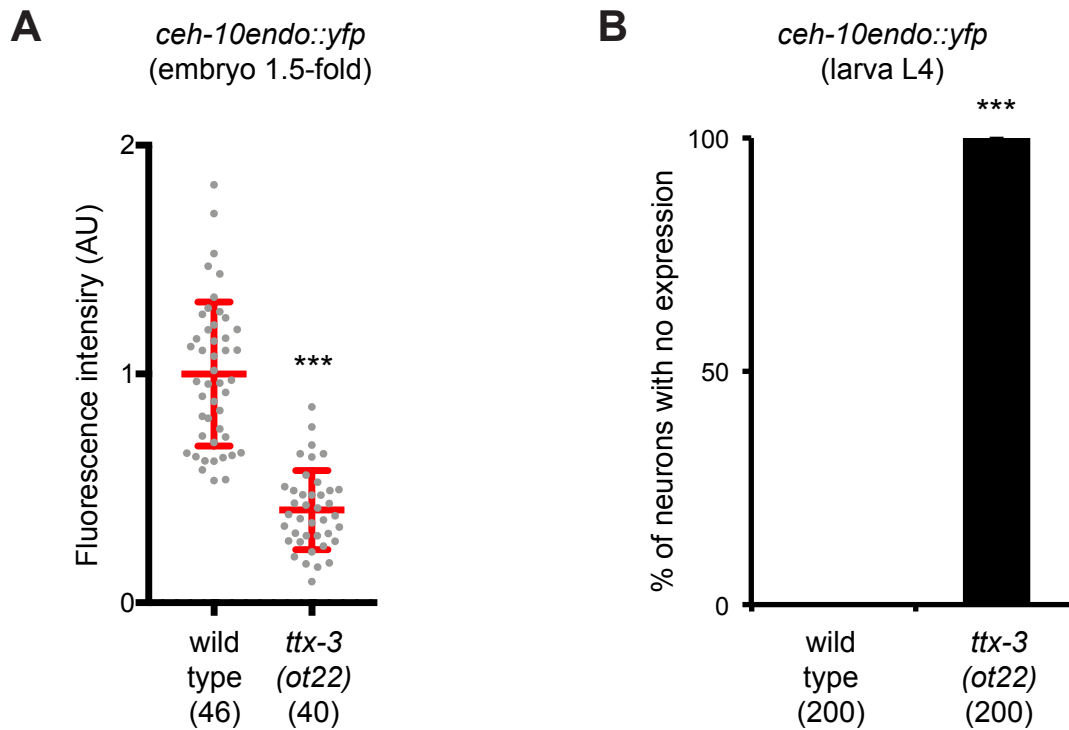 A
ceh-10endo::yfp
(embryo 1.5-fold)
Fluorescence intensiry (AU)
2
1
0
***
wild
type
(46)
ttx-3
(ot22)
(40)
B
ceh-10endo::yfp
(larva L4)
% of neurons with no expression
100
50
0
***
wild
type
(200)
ttx-3
(ot22)
(200)